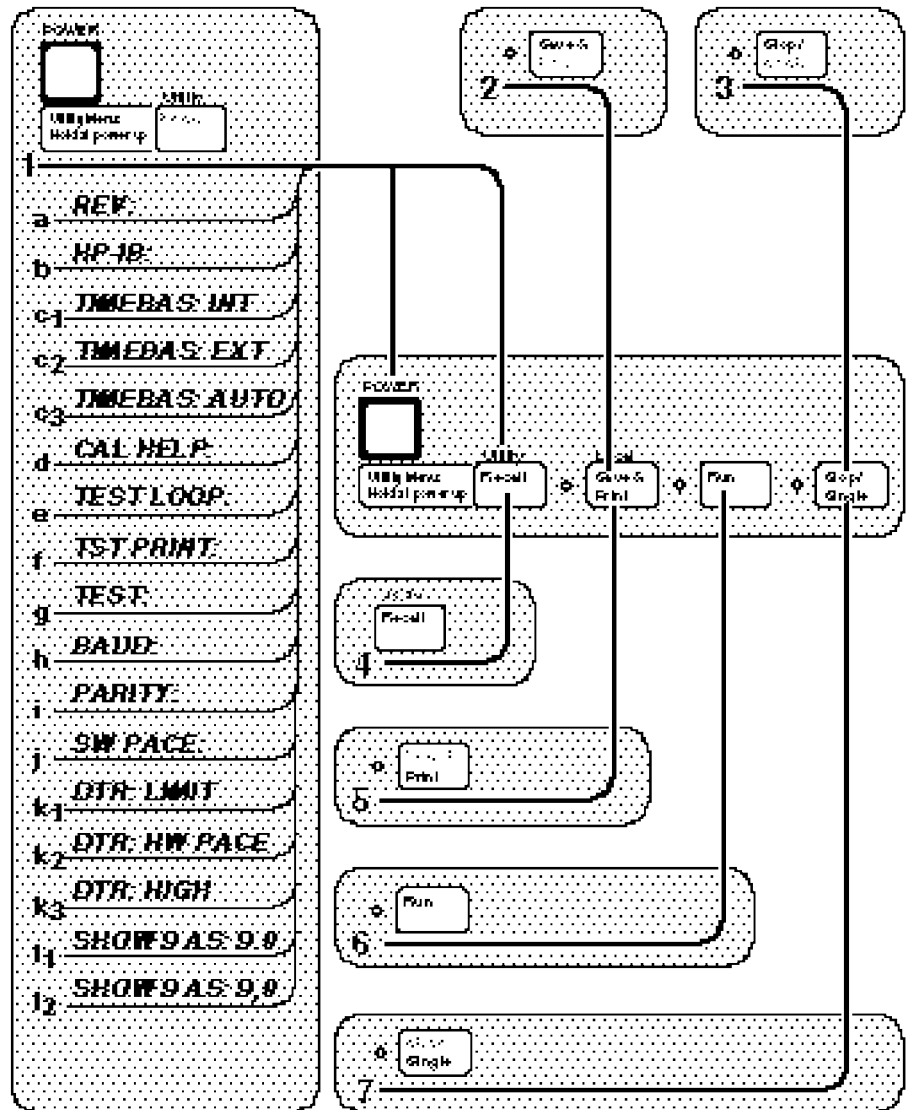 POWER
Utility
Utility Menu
Hold at power up
1
a REV:
b HP-IB:
c1 TIMEBAS: INT
c2 TIMEBAS: EXT
c3 TIMEBAS: AUTO
d CAL HELP:
e TEST LOOP:
f TST PRINT:
g TEST:
h BAUD:
i PARITY:
j SW PACE:
k1 DTR: LIMIT
k2 DTR: HW PACE
k3 DTR: HIGH
l1 SHOW 9 AS: 9.0
l2 SHOW 9 AS: 9,0
Save &
2
Stop/
3
POWER
Utility
Utility Menu
Hold at power up
Recall
Save &
Print
Run
Stop/
Single
Recall
4
Print
5
Run
6
Single
7